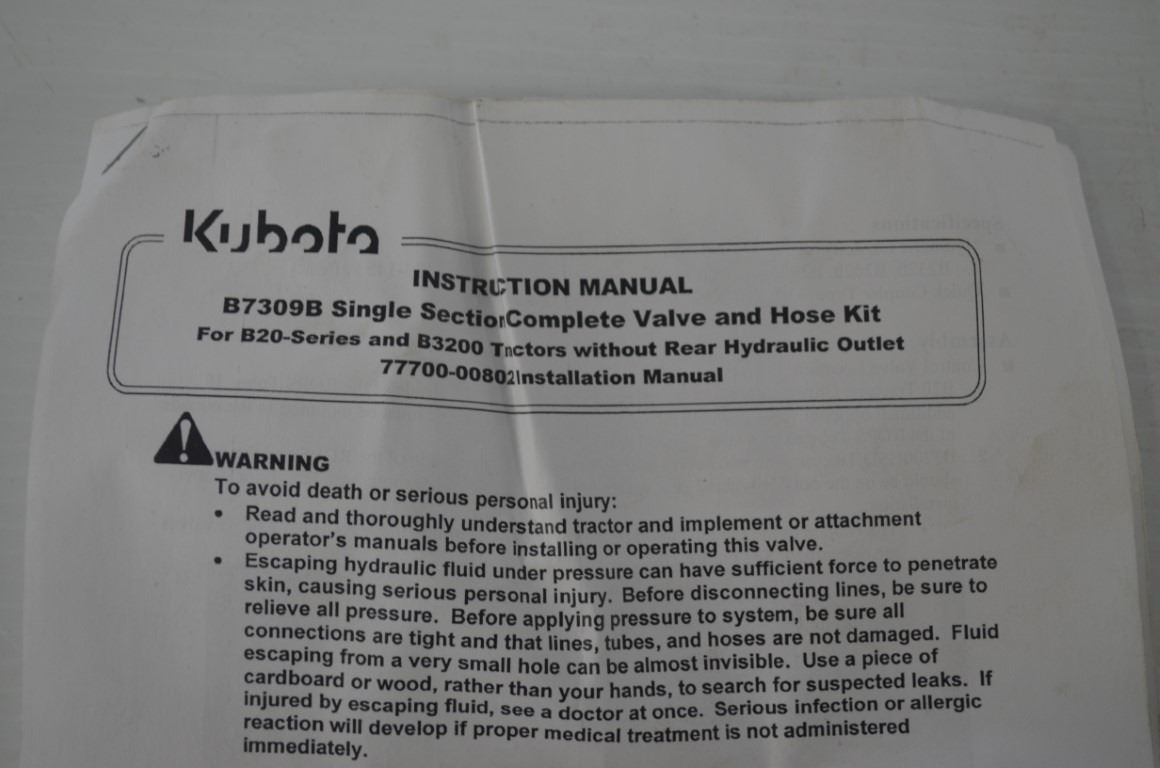 Kubota
INSTRUCTION MANUAL
B7309B Single Section Complete Valve and Hose Kit
For B20-Series and B3200 Tractors without Rear Hydraulic Outlet
77700-00802 Installation Manual
WARNING
To avoid death or serious personal injury:
• Read and thoroughly understand tractor and implement or attachment
operator's manuals before installing or operating this valve.
• Escaping hydraulic fluid under pressure can have sufficient force to penetrate
skin, causing serious personal injury. Before disconnecting lines, be sure to
relieve all pressure. Before applying pressure to system, be sure all
connections are tight and that lines, tubes, and hoses are not damaged. Fluid
escaping from a very small hole can be almost invisible. Use a piece of
cardboard or wood, rather than your hands, to search for suspected leaks. If
injured by escaping fluid, see a doctor at once. Serious infection or allergic
reaction will develop if proper medical treatment is not administered
immediately.